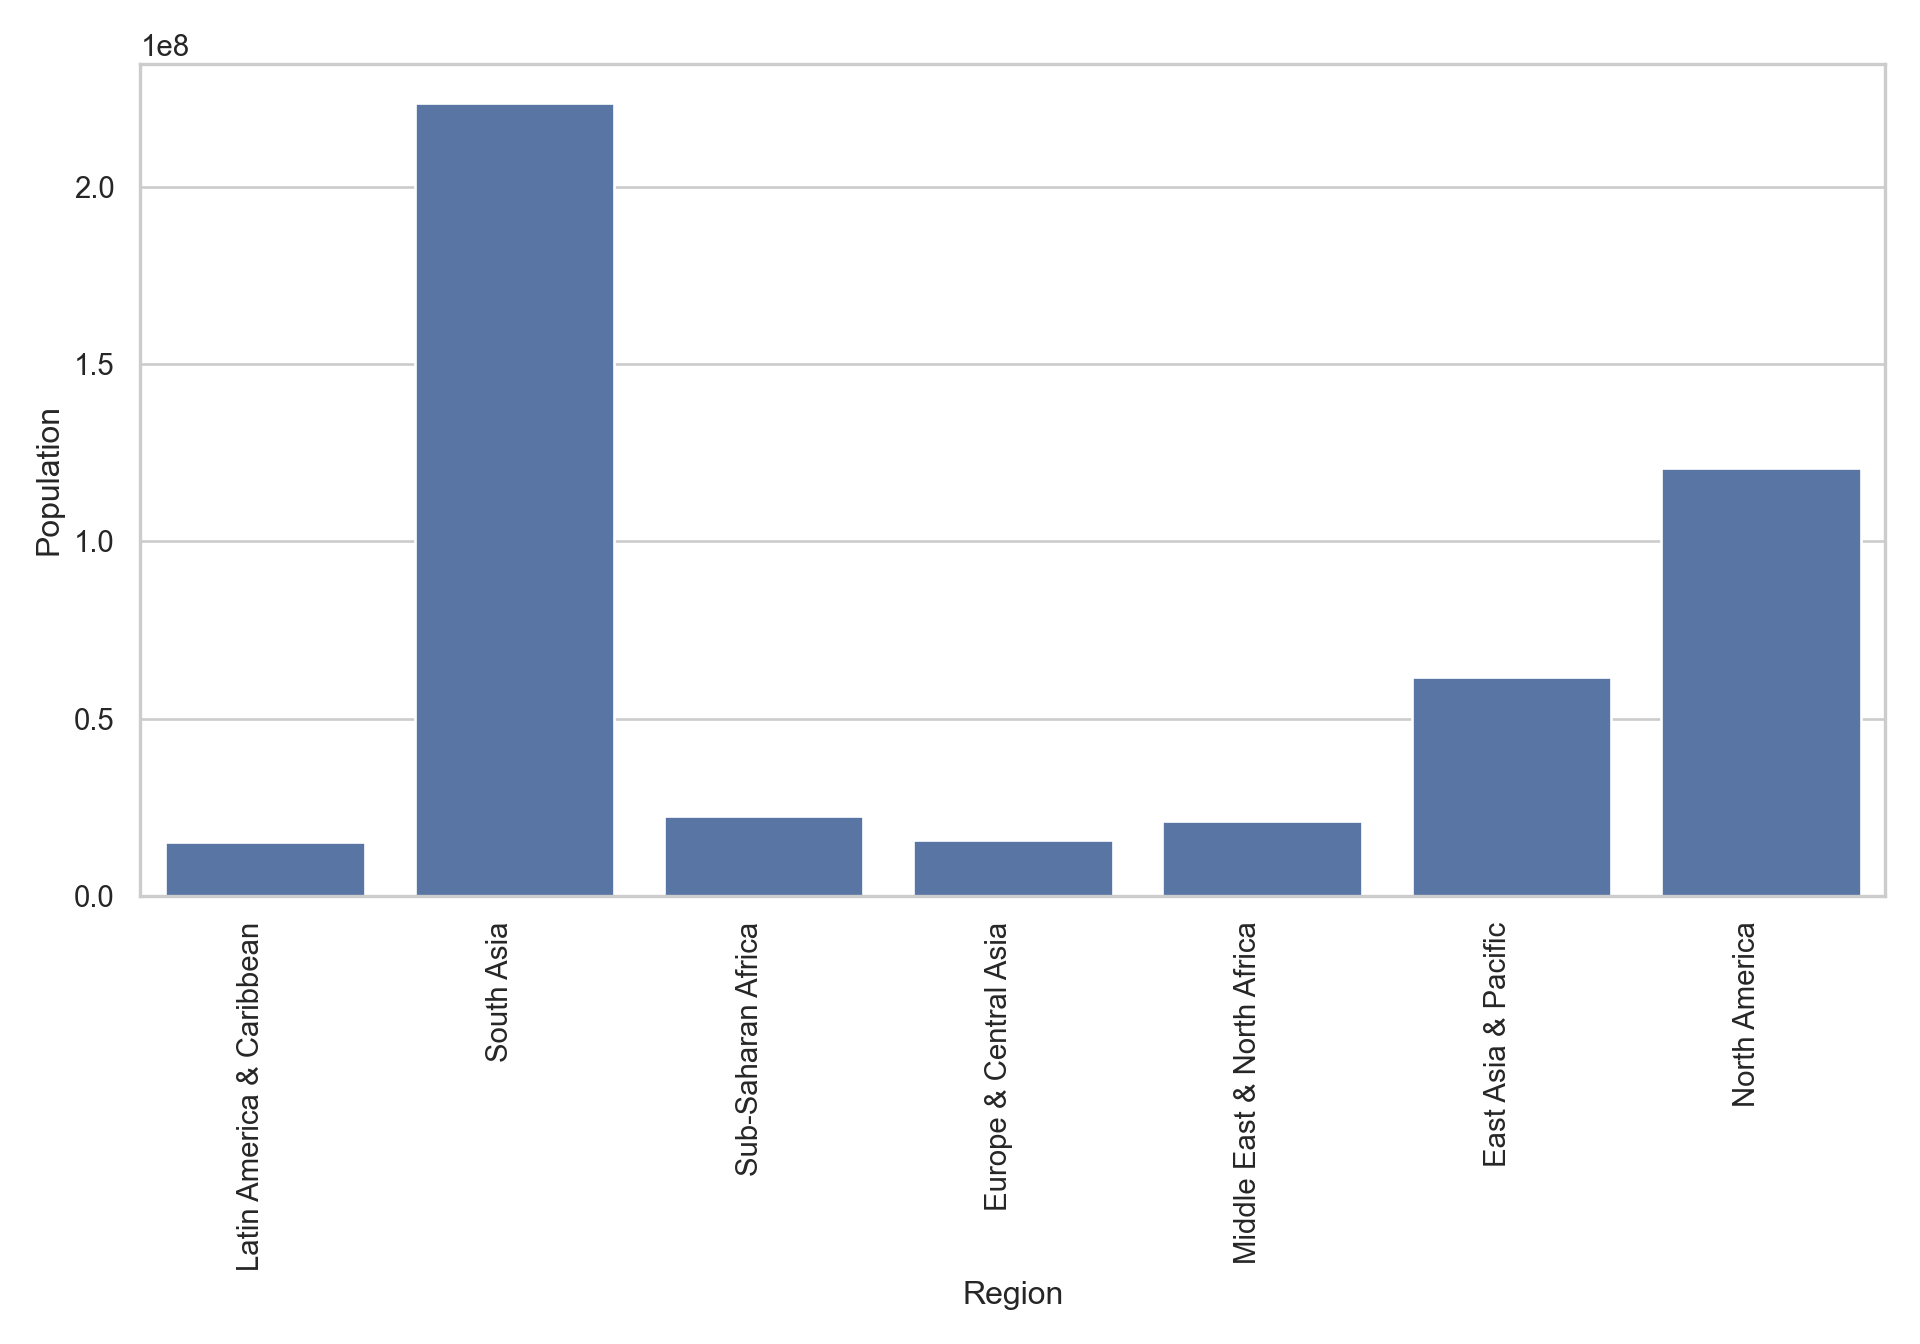 1e8
2.0
1.5
1.0
0.5
0.0
Population
Latin America & Caribbean
South Asia
Sub-Saharan Africa
Europe & Central Asia
Middle East & North Africa
East Asia & Pacific
North America
Region